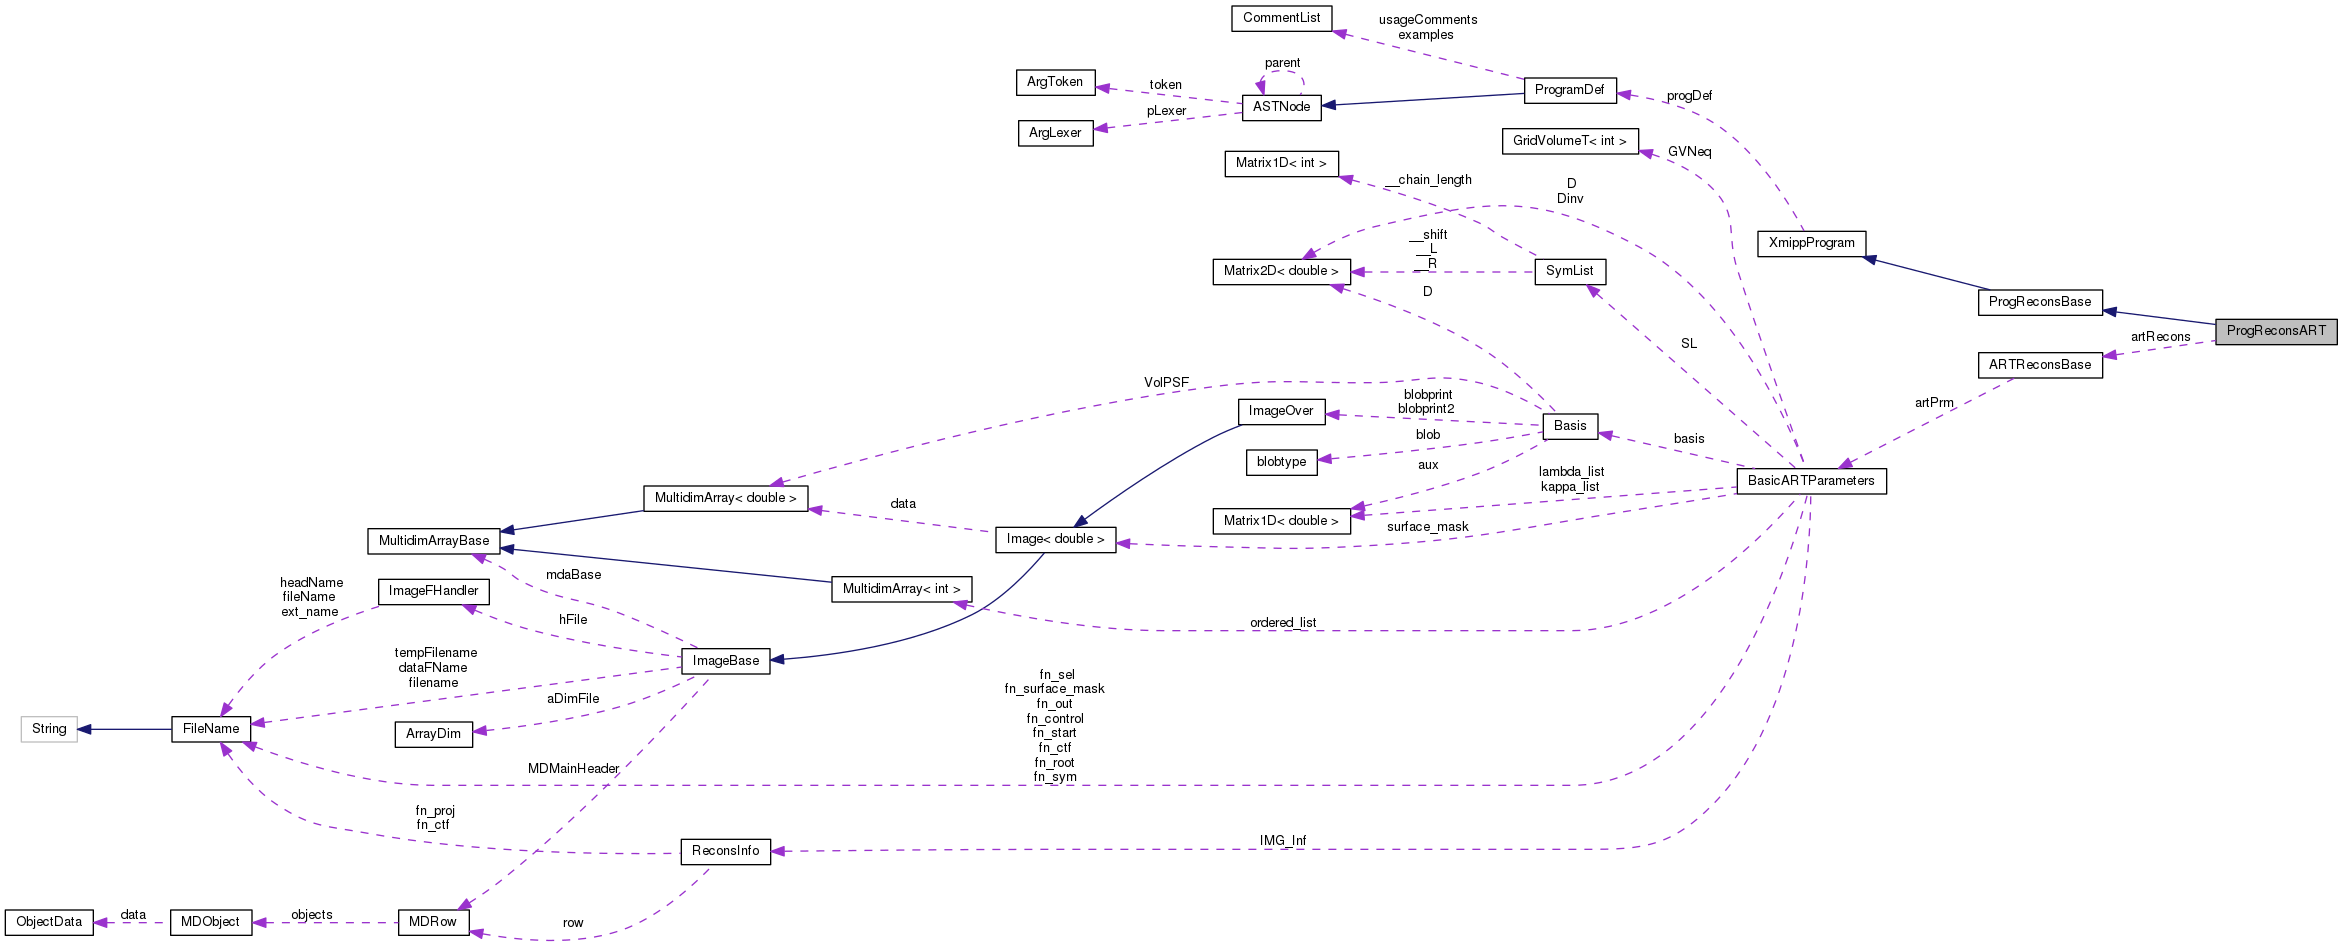 CommentList
usageComments
examples
parent
ArgToken
token
ProgramDef
progDef
ASTNode
pLexer
ArgLexer
GridVolumeT< int >
GVNeq
Matrix1D< int >
__chain_length
D
Dinv
__shift
__L
__R
XmippProgram
Matrix2D< double >
SymList
D
ProgReconsBase
ProgReconsART
artRecons
SL
ARTReconsBase
VolPSF
blobprint
blobprint2
artPrm
ImageOver
Basis
basis
blob
blobtype
aux
lambda_list
kappa_list
BasicARTParameters
MultidimArray< double >
data
Matrix1D< double >
surface_mask
MultidimArrayBase
Image< double >
mdaBase
headName
fileName
ext_name
ImageFHandler
MultidimArray< int >
hFile
ordered_list
tempFilename
dataFName
filename
ImageBase
fn_sel
fn_surface_mask
fn_out
fn_control
fn_start
fn_ctf
fn_root
fn_sym
aDimFile
String
FileName
ArrayDim
MDMainHeader
fn_proj
fn_ctf
ReconsInfo
IMG_Inf
ObjectData
data
MDObject
objects
MDRow
row